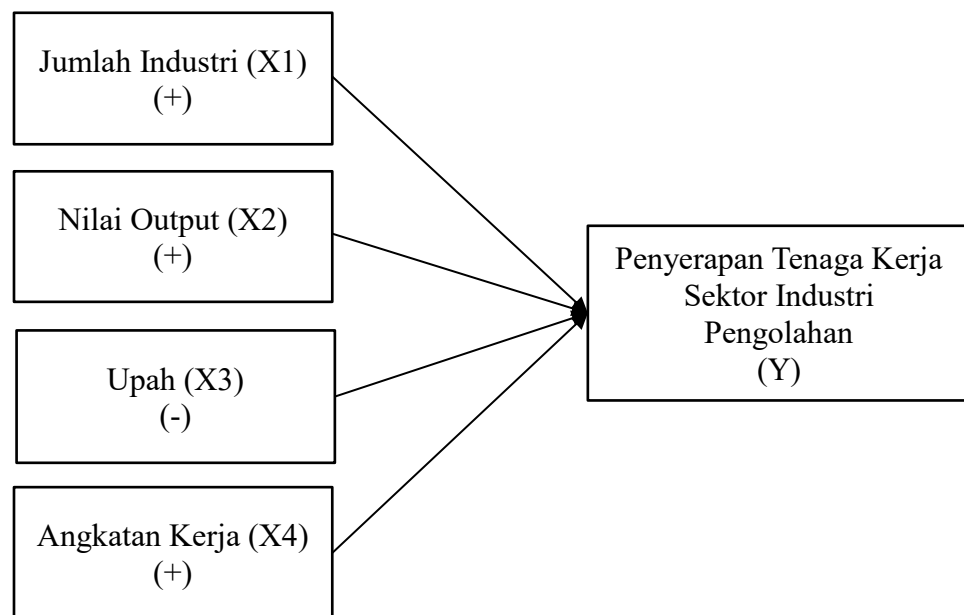 Jumlah Industri (X1)
(+)
Nilai Output (X2)
(+)
Upah (X3)
(-)
Angkatan Kerja (X4)
(+)
Penyerapan Tenaga Kerja
Sektor Industri
Pengolahan
(Y)